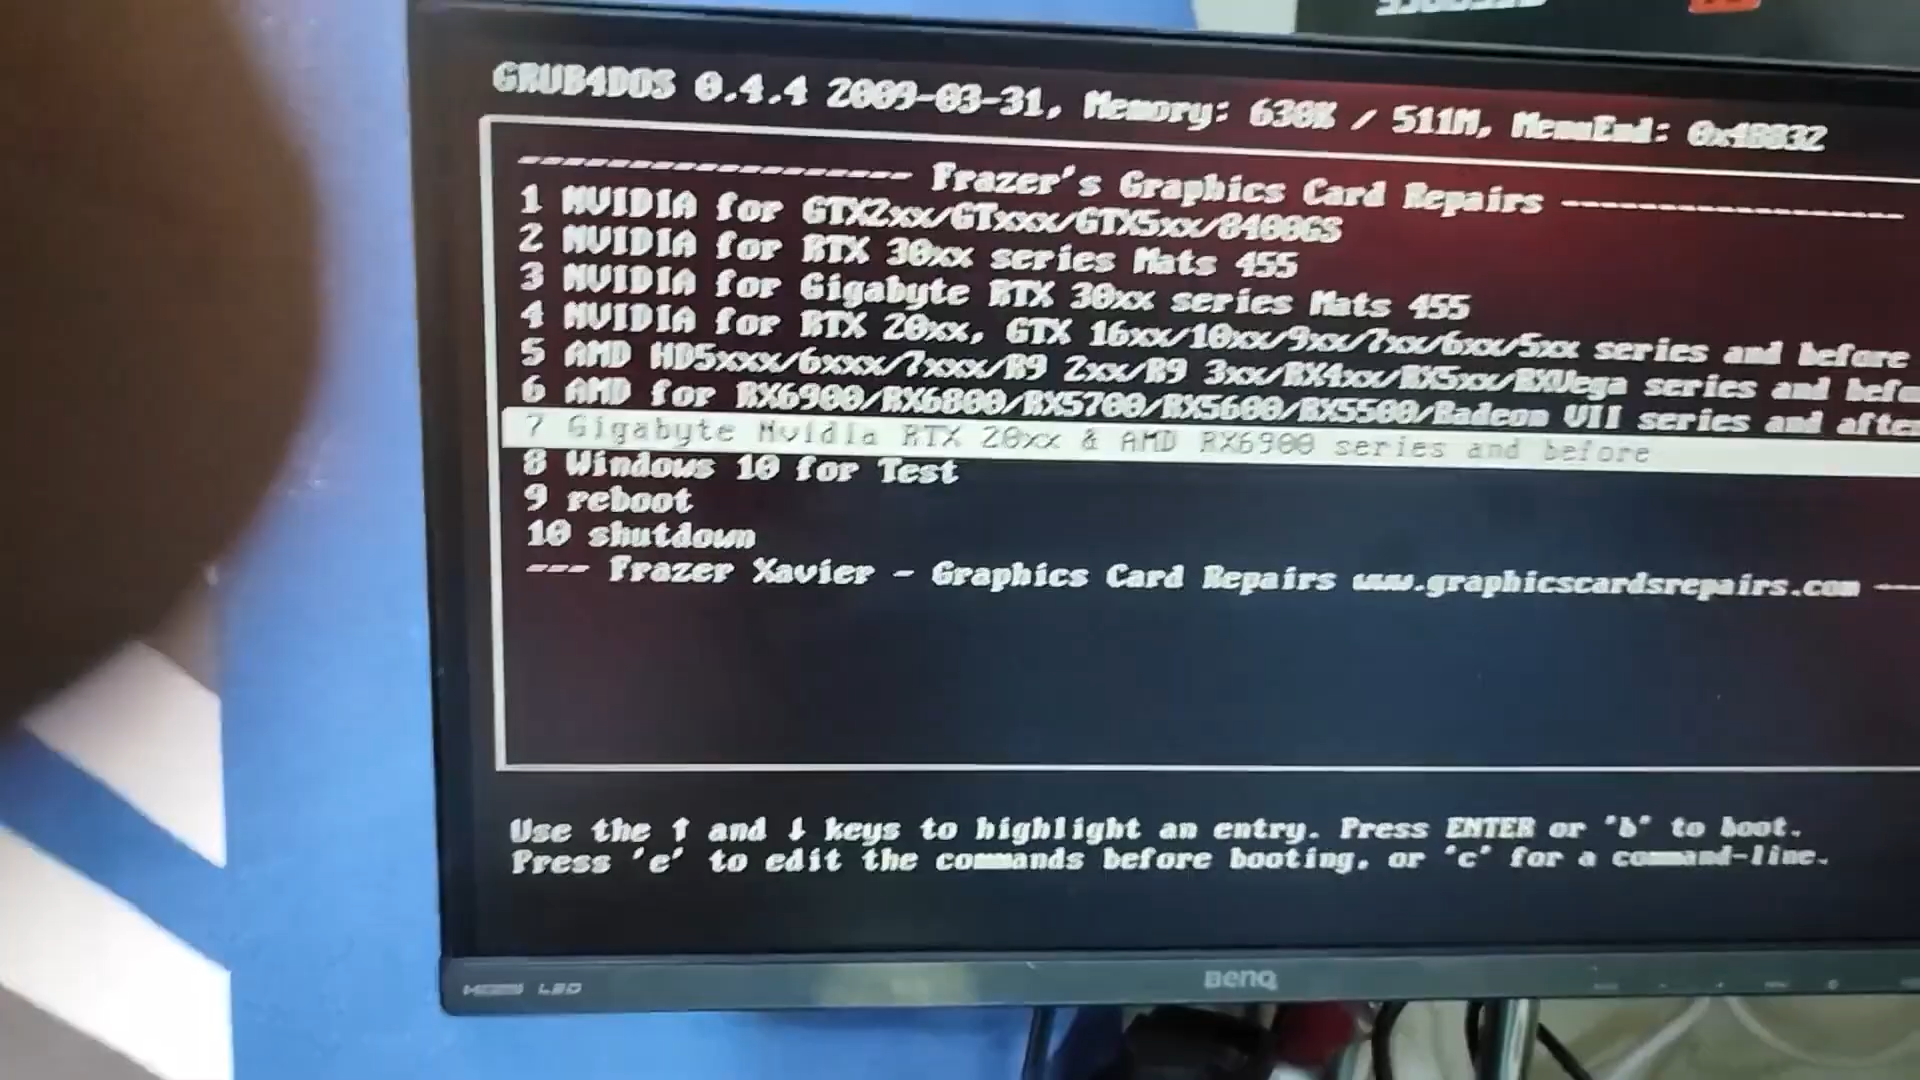 GRUB4DOS 0.4.4 2009-03-31, Memory: 638K / 511M, MenuEnd: 0x48832
------------------ Frazer's Graphics Card Repairs ------------------
1 NVIDIA for GTX2xx/GTxxx/GTX5xx/8400GS
2 NVIDIA for RTX 30xx series Mats 455
3 NVIDIA for Gigabyte RTX 30xx series Mats 455
4 NVIDIA for RTX 20xx, GTX 16xx/10xx/9xx/7xx/6xx/5xx series and before
5 AMD HD5xxx/6xxx/7xxx/R9 2xx/R9 3xx/RX4xx/RX5xx/RXVega series and
6 AMD for RX6900/RX6800/RX5700/RX5600/RX5500/Radeon VII series and after
7 Gigabyte Nvidia RTX 20xx & AMD RX6900 series and before
8 Windows 10 for Test
9 reboot
10 shutdown
--- Frazer Xavier - Graphics Card Repairs www.graphicscardsrepairs.com --
Use the ↑ and ↓ keys to highlight an entry. Press ENTER or 'b' to boot.
Press 'e' to edit the commands before booting, or 'c' for a command-line.
HDMI LED
BenQ